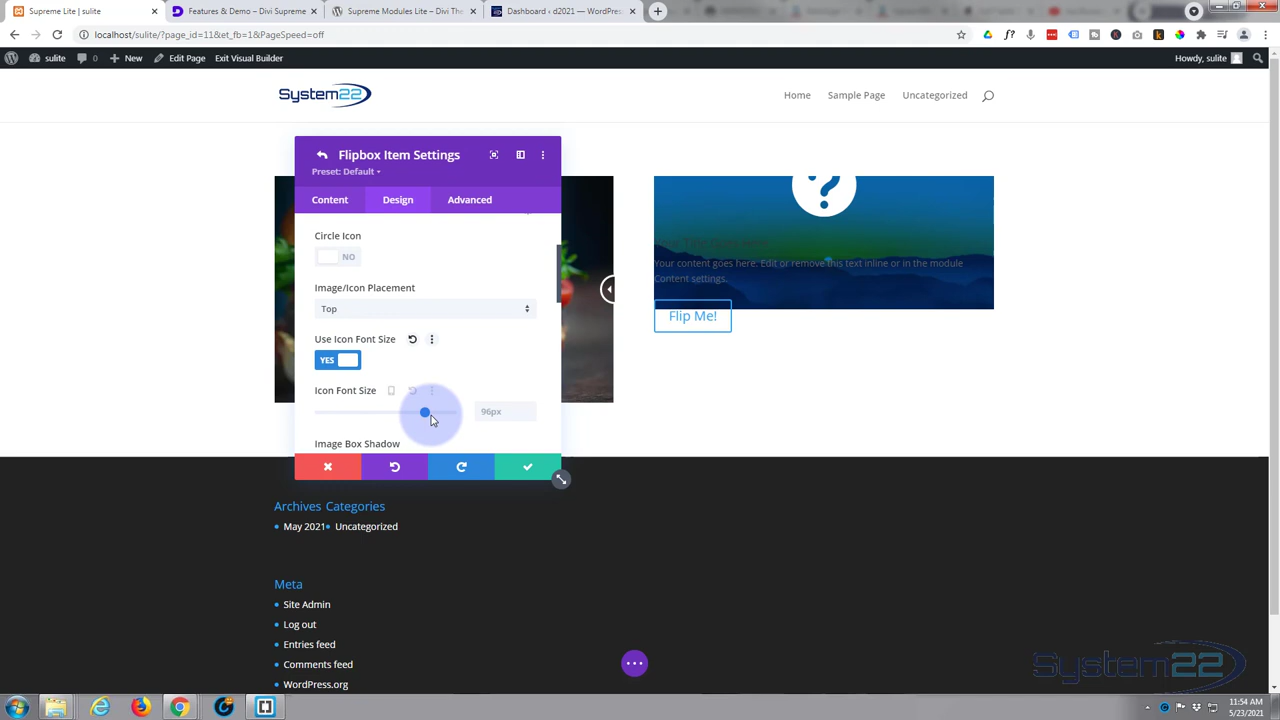 Supreme Lite | sulite
Features & Demo – Divi Supreme
Supreme Modules Lite – Divi The
Dashboard ‹ d2021 — WordPress
localhost/sulite/?page_id=11&et_fb=1&PageSpeed=off
sulite
0
New
Edit Page
Exit Visual Builder
Howdy, sulite
System22
Home
Sample Page
Uncategorized
Flipbox Item Settings
Preset: Default
Content
Design
Advanced
Circle Icon
NO
Image/Icon Placement
Top
Use Icon Font Size
YES
Icon Font Size
96px
Image Box Shadow
?
Your content goes here. Edit or remove this text inline or in the module
Content settings.
Flip Me!
Archives Categories
May 2021
Uncategorized
Meta
Site Admin
Log out
Entries feed
Comments feed
WordPress.org
System22
11:54 AM
5/23/2021